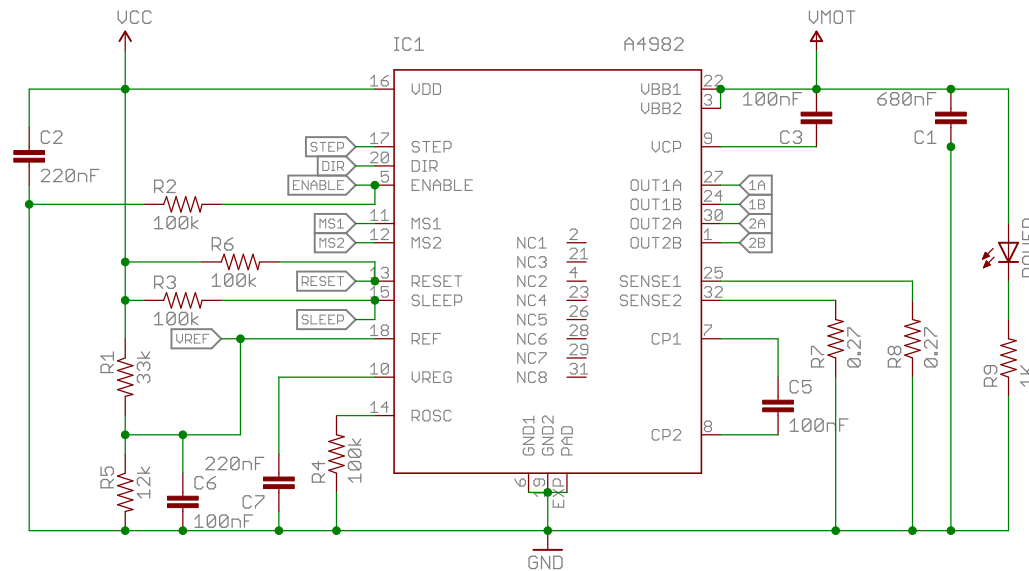 VCC
VMOT
IC1
A4982
16
VDD
VBB1
22
VBB2
3
100nF
680nF
C2
220nF
C3
C1
STEP
17
STEP
VCP
9
DIR
20
DIR
ENABLE
5
ENABLE
OUT1A
27
1A
R2
100k
OUT1B
24
1B
MS1
11
MS1
OUT2A
30
2A
MS2
12
MS2
OUT2B
1
2B
NC1
2
R6
100k
NC3
21
POWER
RESET
13
RESET
NC2
4
SENSE1
25
R3
100k
15
SLEEP
NC4
23
SENSE2
32
SLEEP
NC5
26
VREF
18
REF
NC6
28
CP1
7
R1
33k
NC7
29
R7
0.27
R8
0.27
10
VREG
NC8
31
R9
1K
C5
100nF
14
ROSC
GND1
GND2
PAD
CP2
8
R4
100k
220nF
C7
R5
12k
C6
100nF
6
19
EXP
GND